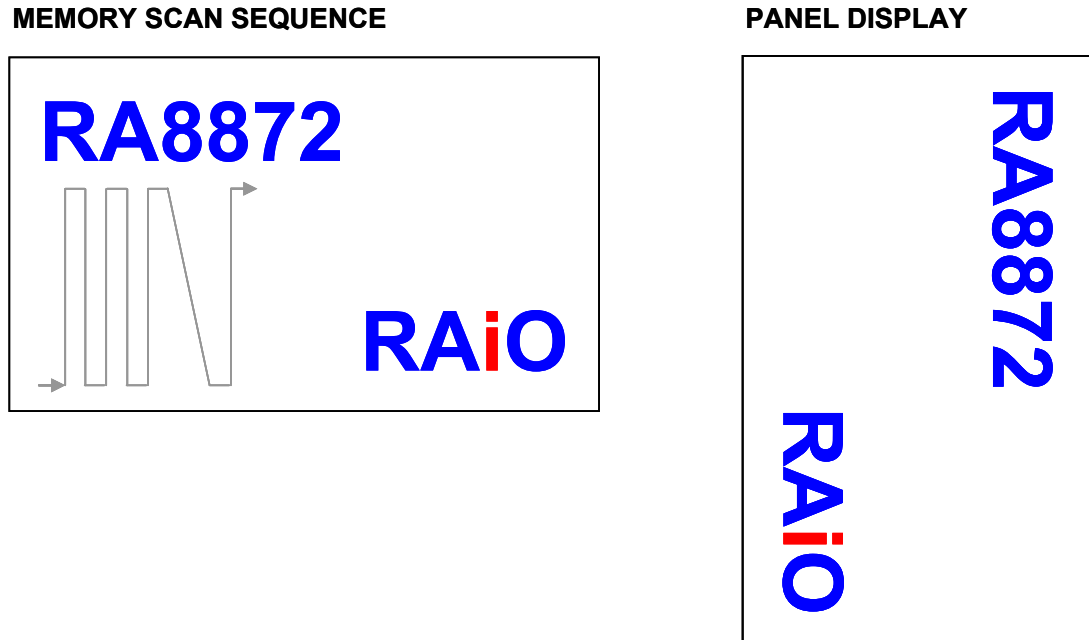 MEMORY SCAN SEQUENCE
PANEL DISPLAY
RA8872
RAiO
RA8872
RAiO